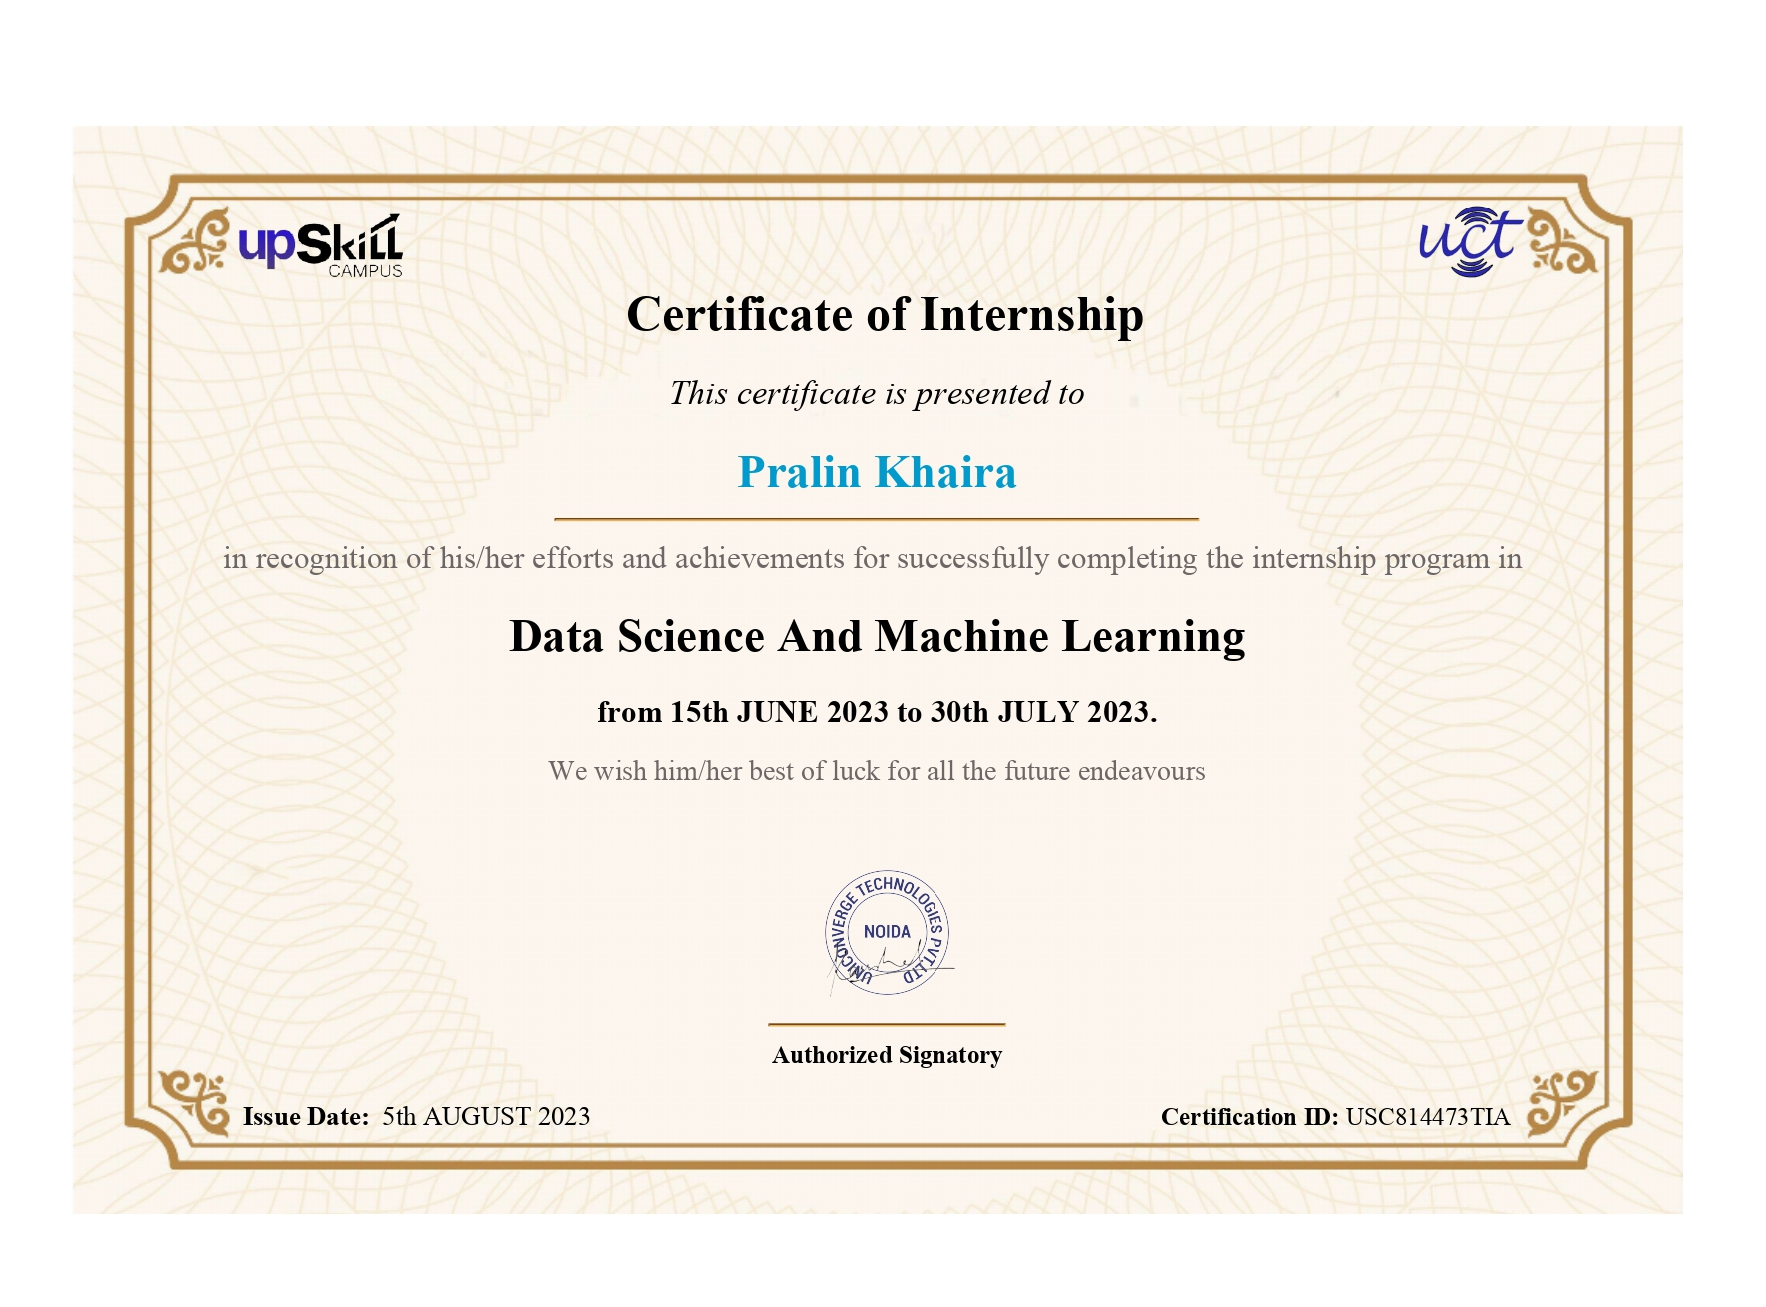 upSkill
CAMPUS
uct
Certificate of Internship
This certificate is presented to
Pralin Khaira
in recognition of his/her efforts and achievements for successfully completing the internship program in
Data Science And Machine Learning
from 15th JUNE 2023 to 30th JULY 2023.
We wish him/her best of luck for all the future endeavours
UNICONVERGE TECHNOLOGIES PVT.LTD
NOIDA
Authorized Signatory
Issue Date: 5th AUGUST 2023
Certification ID: USC814473TIA